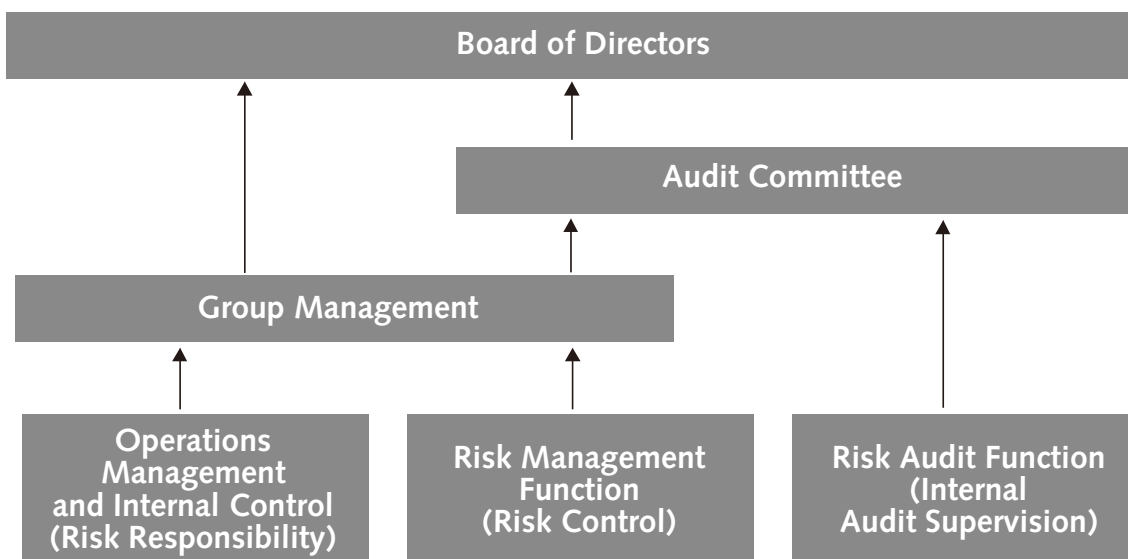 Board of Directors
Audit Committee
Group Management
Operations
Management
and Internal Control
(Risk Responsibility)
Risk Management
Function
(Risk Control)
Risk Audit Function
(Internal
Audit Supervision)